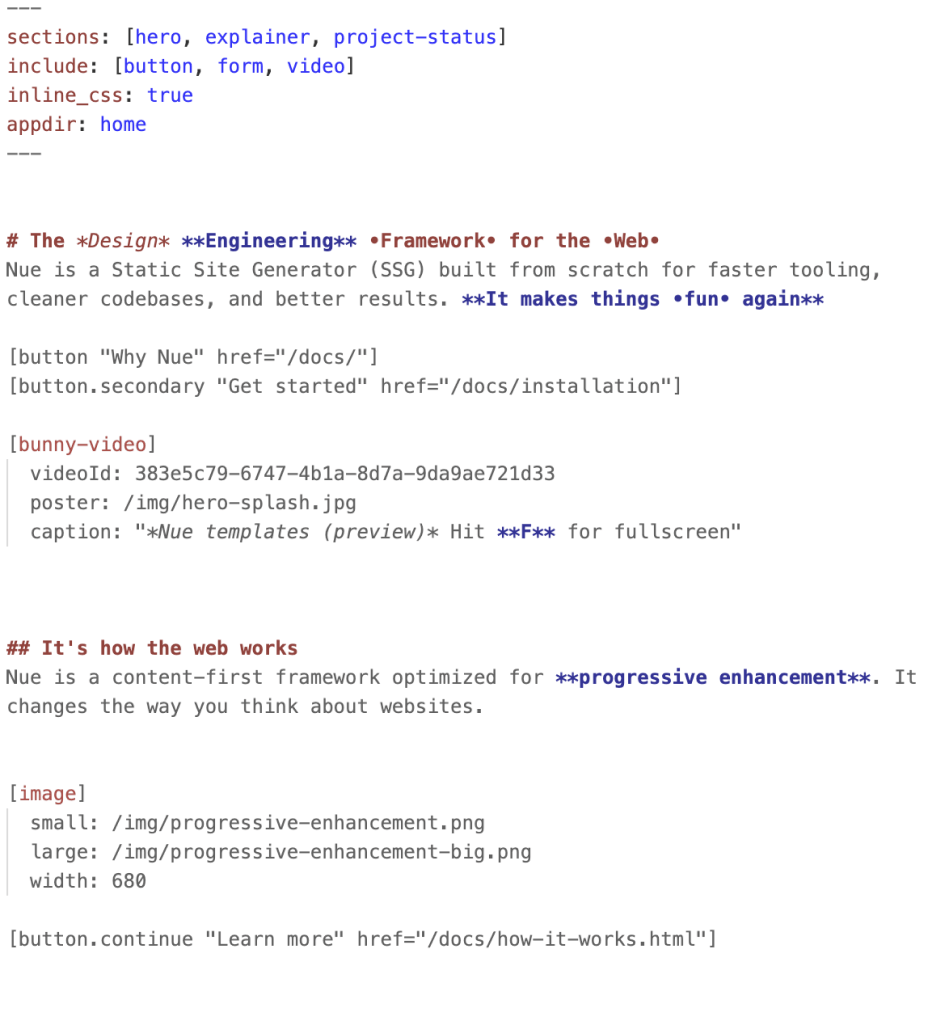 ---
sections: [hero, explainer, project-status]
include: [button, form, video]
inline_css: true
appdir: home
---
# The *Design* **Engineering** •Framework• for the •Web•
Nue is a Static Site Generator (SSG) built from scratch for faster tooling,
cleaner codebases, and better results. **It makes things •fun• again**
[button "Why Nue" href="/docs/"]
[button.secondary "Get started" href="/docs/installation"]
[bunny-video]
  videoId: 383e5c79-6747-4b1a-8d7a-9da9ae721d33
  poster: /img/hero-splash.jpg
  caption: "*Nue templates (preview)* Hit **F** for fullscreen"
## It's how the web works
Nue is a content-first framework optimized for **progressive enhancement**. It
changes the way you think about websites.
[image]
  small: /img/progressive-enhancement.png
  large: /img/progressive-enhancement-big.png
  width: 680
[button.continue "Learn more" href="/docs/how-it-works.html"]